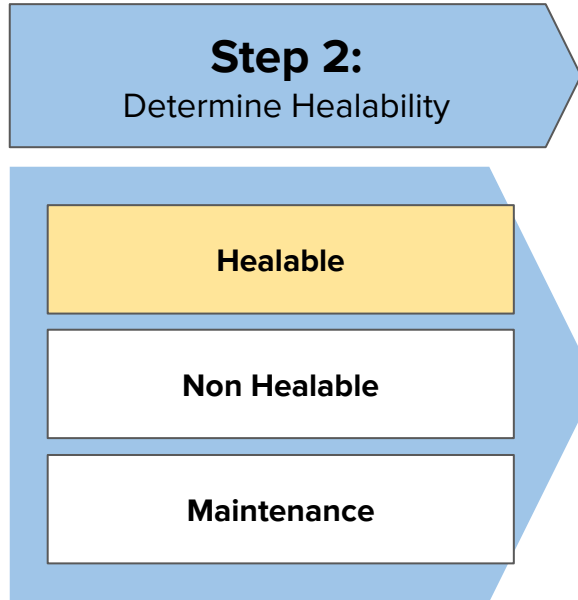 Step 2:
Determine Healability
Healable
Non Healable
Maintenance